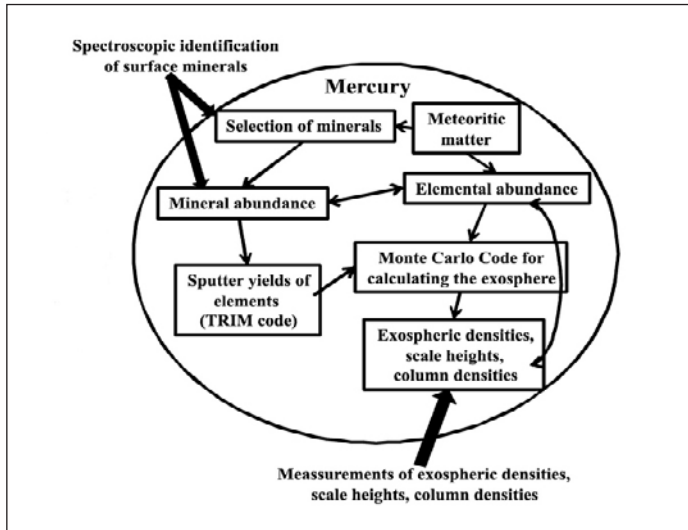 Spectroscopic identification
of surface minerals
Mercury
Selection of minerals
Meteoritic
matter
Mineral abundance
Elemental abundance
Sputter yields of
elements
(TRIM code)
Monte Carlo Code for
calculating the exosphere
Exospheric densities,
scale heights,
column densities
Meassurements of exospheric densities,
scale heights, column densities